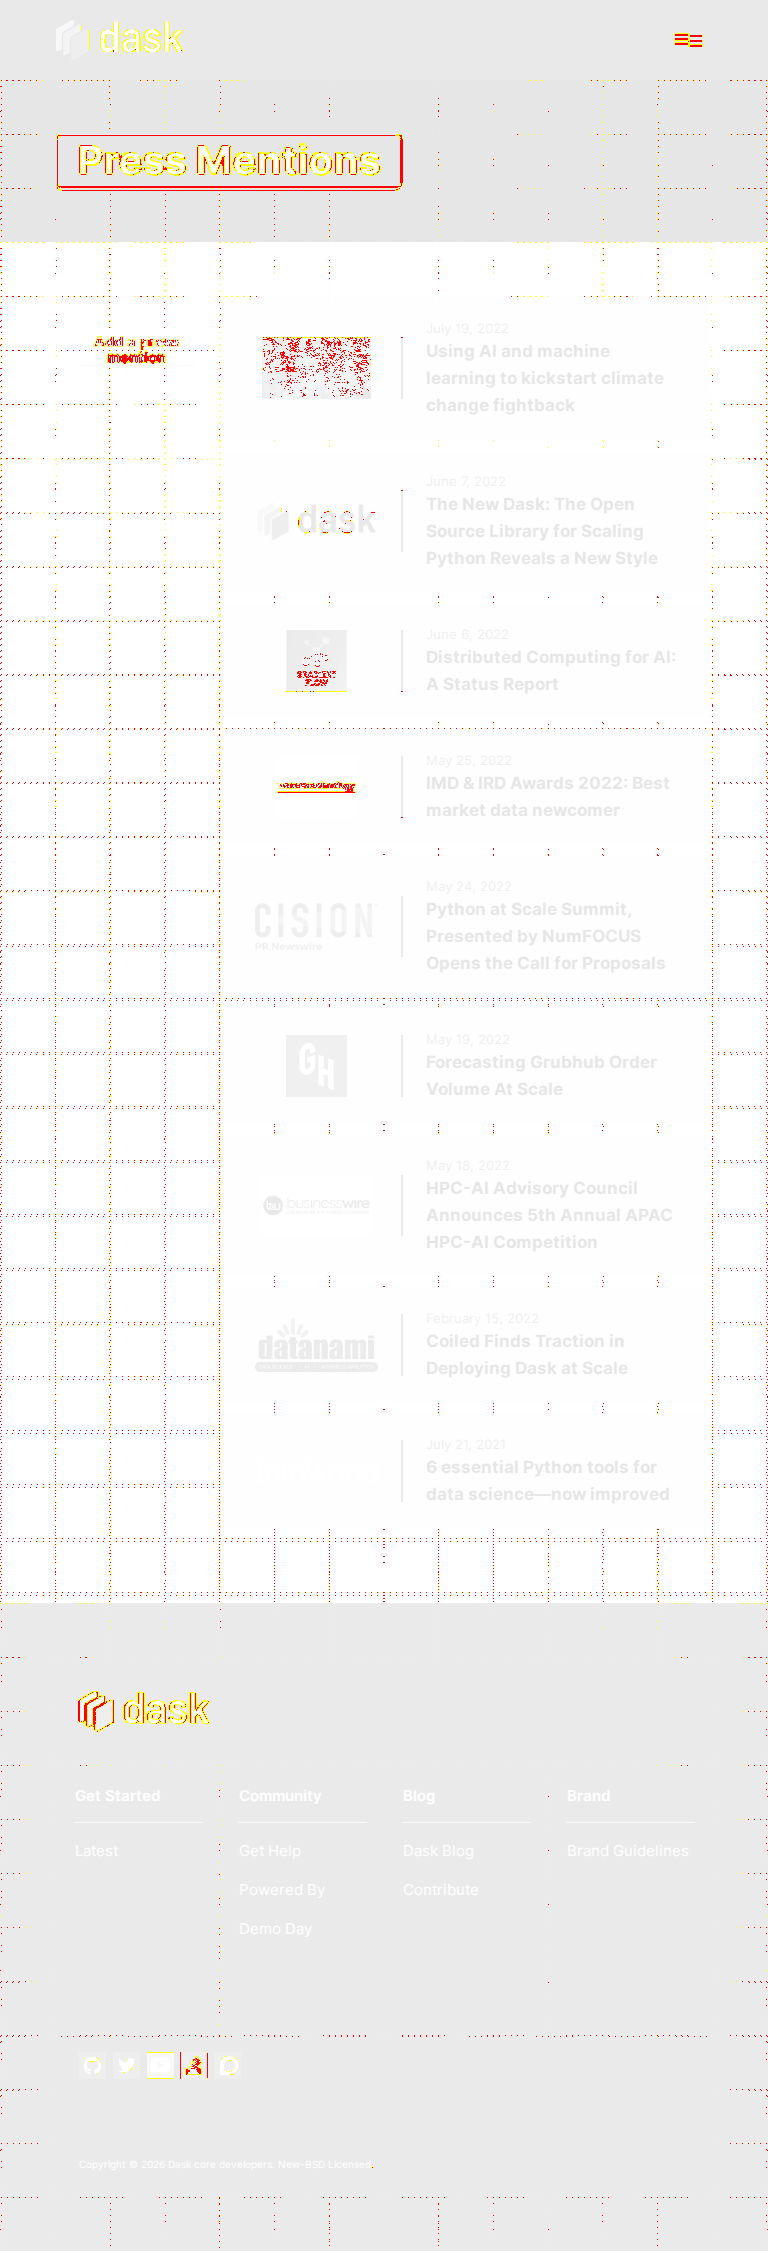 dask
Press Mentions
Add a press
mention
July 19, 2022
Using AI and machine
learning to kickstart climate
change fightback
June 7, 2022
dask
The New Dask: The Open
Source Library for Scaling
Python Reveals a New Style
June 6, 2022
GRADIENT
FLOW
Distributed Computing for AI:
A Status Report
May 25, 2022
IMD & IRD Awards 2022: Best
market data newcomer
May 24, 2022
CISION
PR Newswire
Python at Scale Summit,
Presented by NumFOCUS
Opens the Call for Proposals
May 19, 2022
GH
Forecasting Grubhub Order
Volume At Scale
May 18, 2022
bw businesswire
HPC-AI Advisory Council
Announces 5th Annual APAC
HPC-AI Competition
February 15, 2022
datanami
Coiled Finds Traction in
Deploying Dask at Scale
July 21, 2021
6 essential Python tools for
data science—now improved
dask
Get Started
Latest
Community
Get Help
Powered By
Demo Day
Blog
Dask Blog
Contribute
Brand
Brand Guidelines
Copyright © 2026 Dask core developers. New-BSD Licensed.